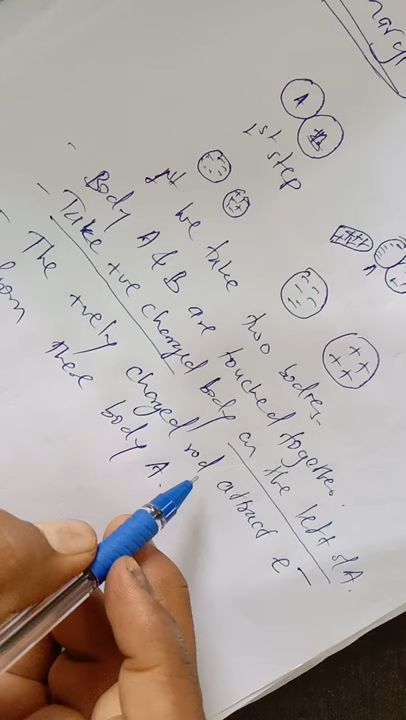 A
B
1st step
If we take two bodies.
- Body A & B are touched together.
- Take +ve charged body on the left of A.
- The +vely charged rod attract e-
from there body A.
A